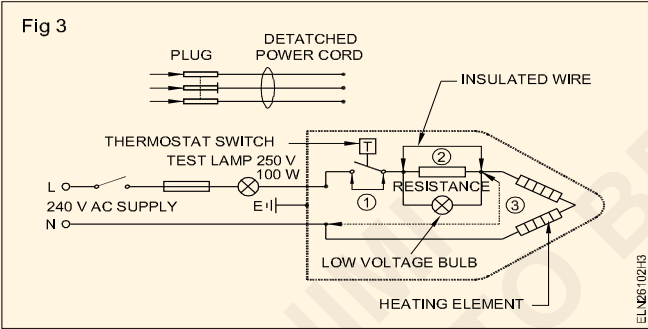 Fig 3
DETATCHED
PLUG POWER CORD
INSULATED WIRE
THERMOSTAT SWITCH T
TEST LAMP 250 V
100 W
2
RESISTANCE
L
1
3
240 V AC SUPPLY
E
N
LOW VOLTAGE BULB
HEATING ELEMENT
ELN26102H3